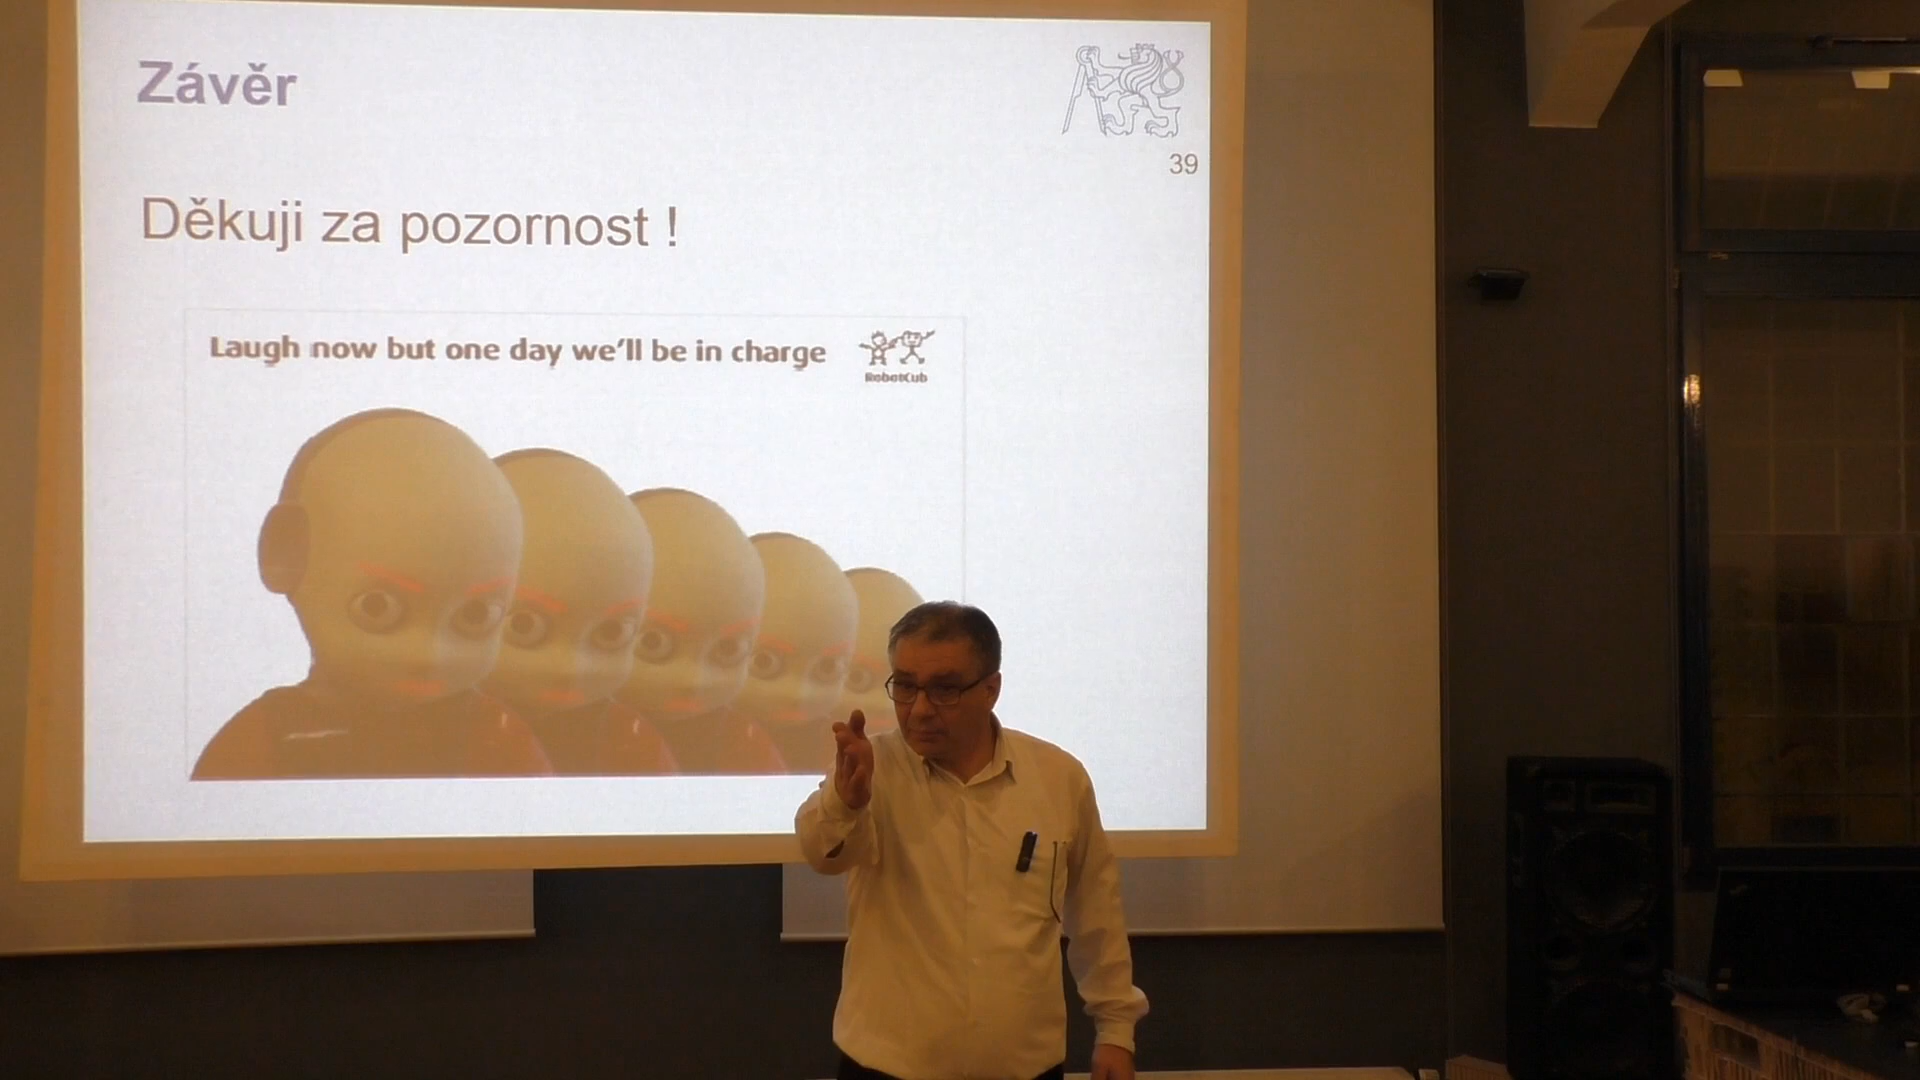 Závěr
39
Děkuji za pozornost !
Laugh now but one day we'll be in charge
RobotCub